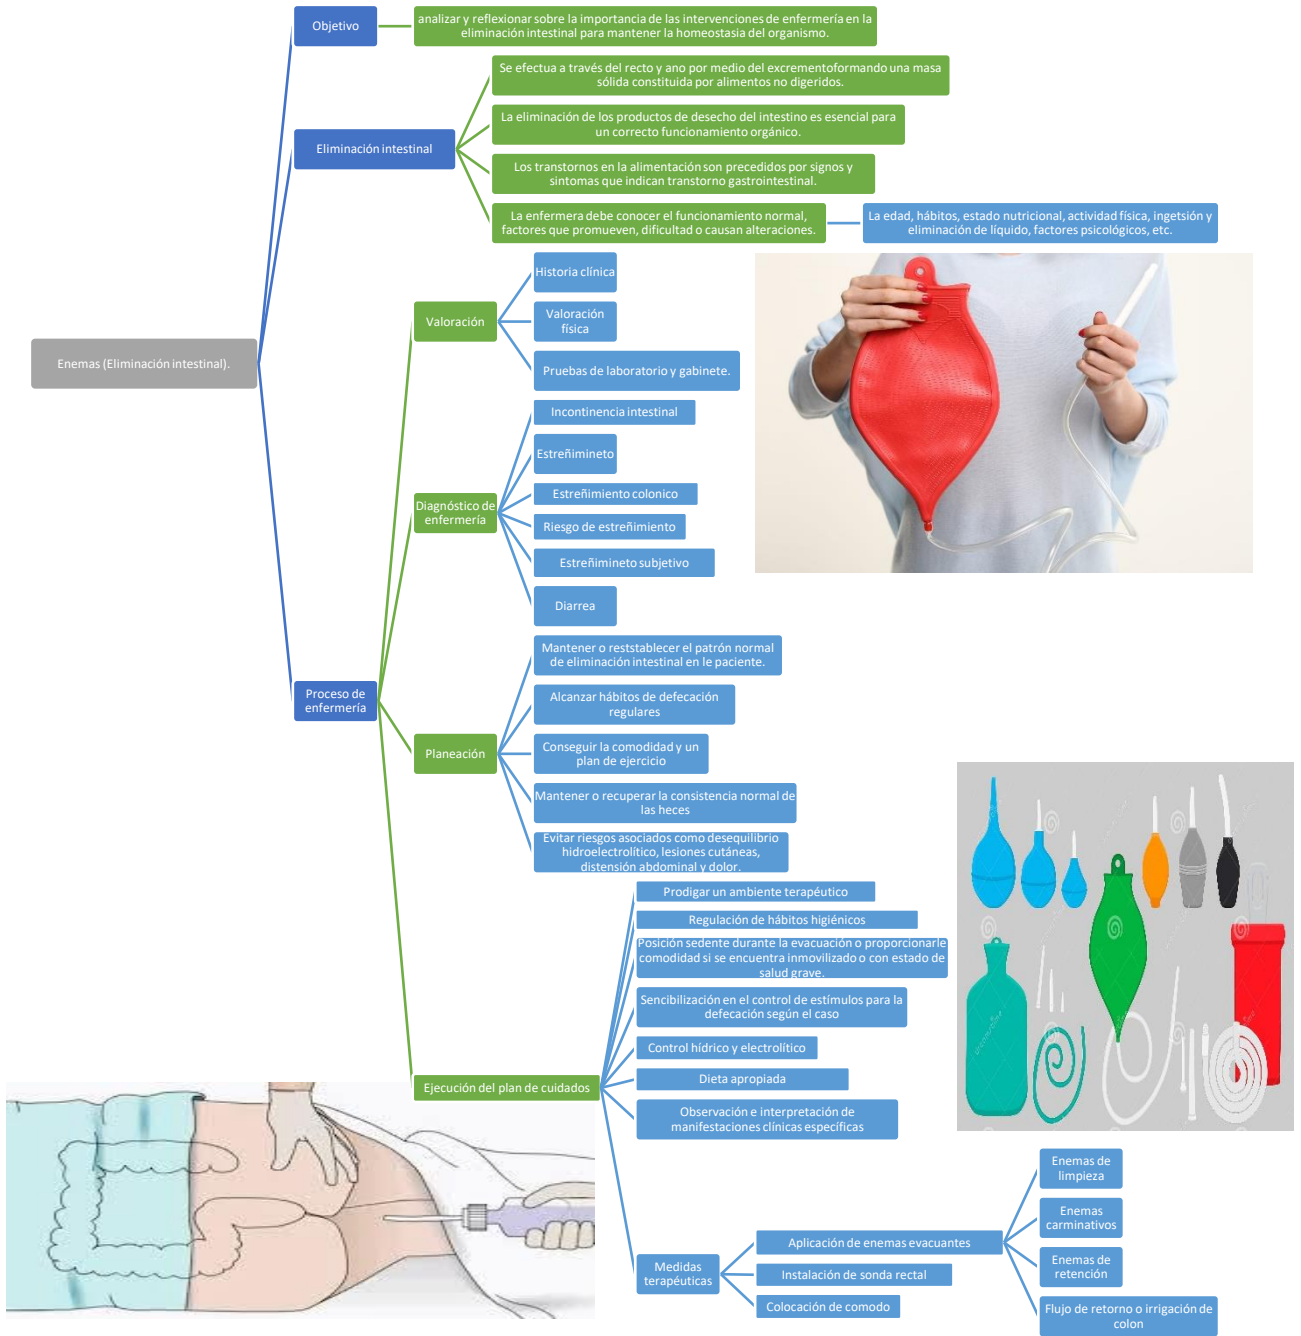 Objetivo
analizar y reflexionar sobre la importancia de las intervenciones de enfermería en la
eliminación intestinal para mantener la homeostasia del organismo.
Se efectua a través del recto y ano por medio del excrementoformando una masa
sólida constituida por alimentos no digeridos.
La eliminación de los productos de desecho del intestino es esencial para
un correcto funcionamiento orgánico.
Eliminación intestinal
Los transtornos en la alimentación son precedidos por signos y
sintomas que indican transtorno gastrointestinal.
La enfermera debe conocer el funcionamiento normal,
factores que promueven, dificultad o causan alteraciones.
La edad, hábitos, estado nutricional, actividad física, ingetsión y
eliminación de líquido, factores psicológicos, etc.
Enemas (Eliminación intestinal).
Proceso de
enfermería
Valoración
Historia clínica
Valoración
física
Pruebas de laboratorio y gabinete.
Diagnóstico de
enfermería
Incontinencia intestinal
Estreñimineto
Estreñimiento colonico
Riesgo de estreñimiento
Estreñimineto subjetivo
Diarrea
Planeación
Mantener o reststablecer el patrón normal
de eliminación intestinal en le paciente.
Alcanzar hábitos de defecación
regulares
Conseguir la comodidad y un
plan de ejercicio
Mantener o recuperar la consistencia normal de
las heces
Evitar riesgos asociados como desequilibrio
hidroelectrolítico, lesiones cutáneas,
distensión abdominal y dolor.
Ejecución del plan de cuidados
Prodigar un ambiente terapéutico
Regulación de hábitos higiénicos
Posición sedente durante la evacuación o proporcionarle
comodidad si se encuentra inmovilizado o con estado de
salud grave.
Sencibilización en el control de estímulos para la
defecación según el caso
Control hídrico y electrolítico
Dieta apropiada
Observación e interpretación de
manifestaciones clínicas específicas
Medidas
terapéuticas
Aplicación de enemas evacuantes
Instalación de sonda rectal
Colocación de comodo
Enemas de
limpieza
Enemas
carminativos
Enemas de
retención
Flujo de retorno o irrigación de
colon